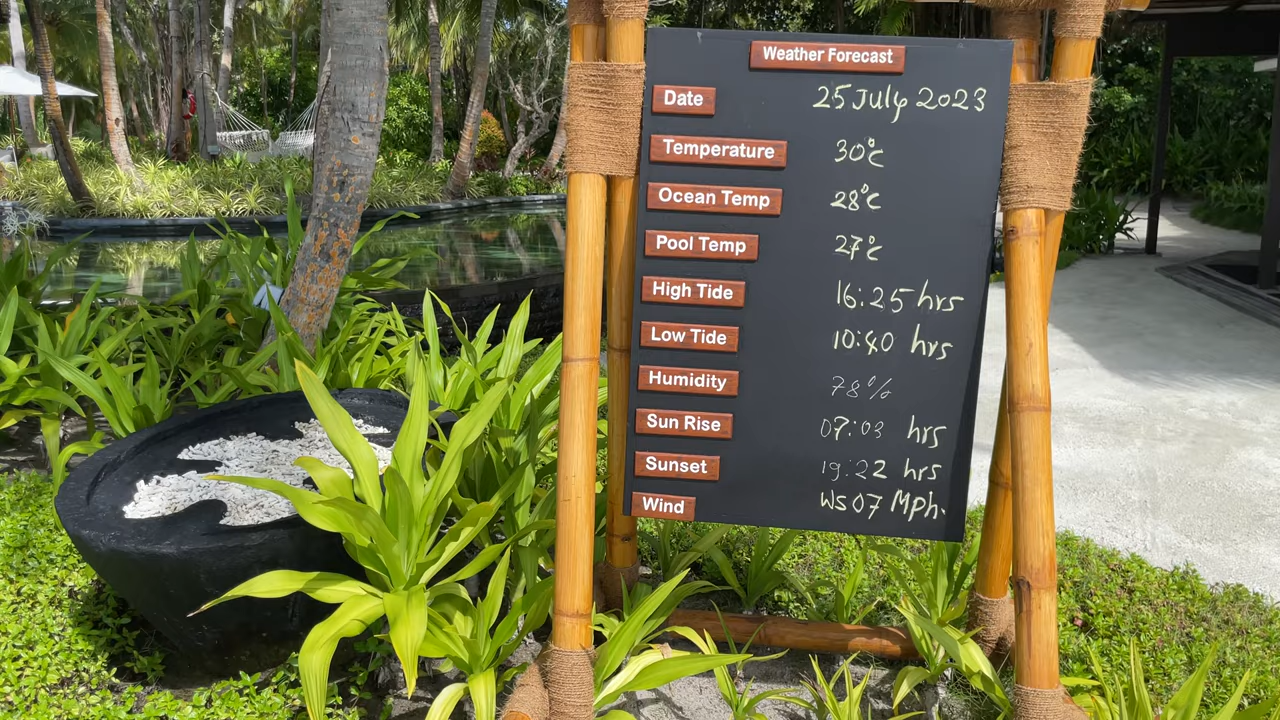 Weather Forecast
Date 25 July 2023
Temperature 30°c
Ocean Temp 28°c
Pool Temp 27°c
High Tide 16:25 hrs
Low Tide 10:40 hrs
Humidity 78%
Sun Rise 07:03 hrs
Sunset 19:22 hrs
Wind WS 07 Mph.